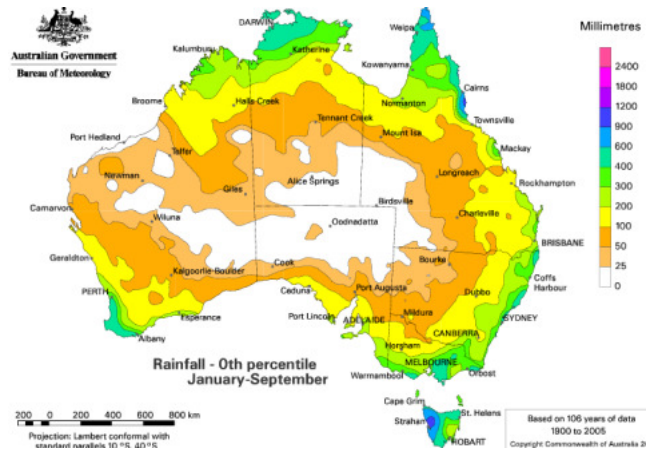 Australian Government
Bureau of Meteorology
DARWIN
Weipa
Kalumburu
Katherine
Kowanyama
Cairns
Broome
Halls Creek
Normanton
Townsville
Port Hedland
Tennant Creek
Mount Isa
Mackay
Telfer
Newman
Longreach
Rockhampton
Giles
Alice Springs
Carnarvon
Birdsville
Wiluna
Oodnadatta
Charleville
BRISBANE
Geraldton
Cook
Bourke
Coffs
Harbour
Kalgoorlie-Boulder
PERTH
Ceduna
Port Augusta
Dubbo
Esperance
Port Lincoln
ADELAIDE
Mildura
SYDNEY
Albany
CANBERRA
Horsham
MELBOURNE
Warrnambool
Orbost
Cape Grim
St. Helens
Strahan
HOBART
Millimetres
2400
1800
1200
900
600
400
300
200
100
50
25
0
Rainfall - 0th percentile
January-September
200 0 200 400 600 800 km
Projection: Lambert conformal with
standard parallels 10 °S, 40 °S
Based on 106 years of data
1900 to 2005
Copyright Commonwealth of Australia